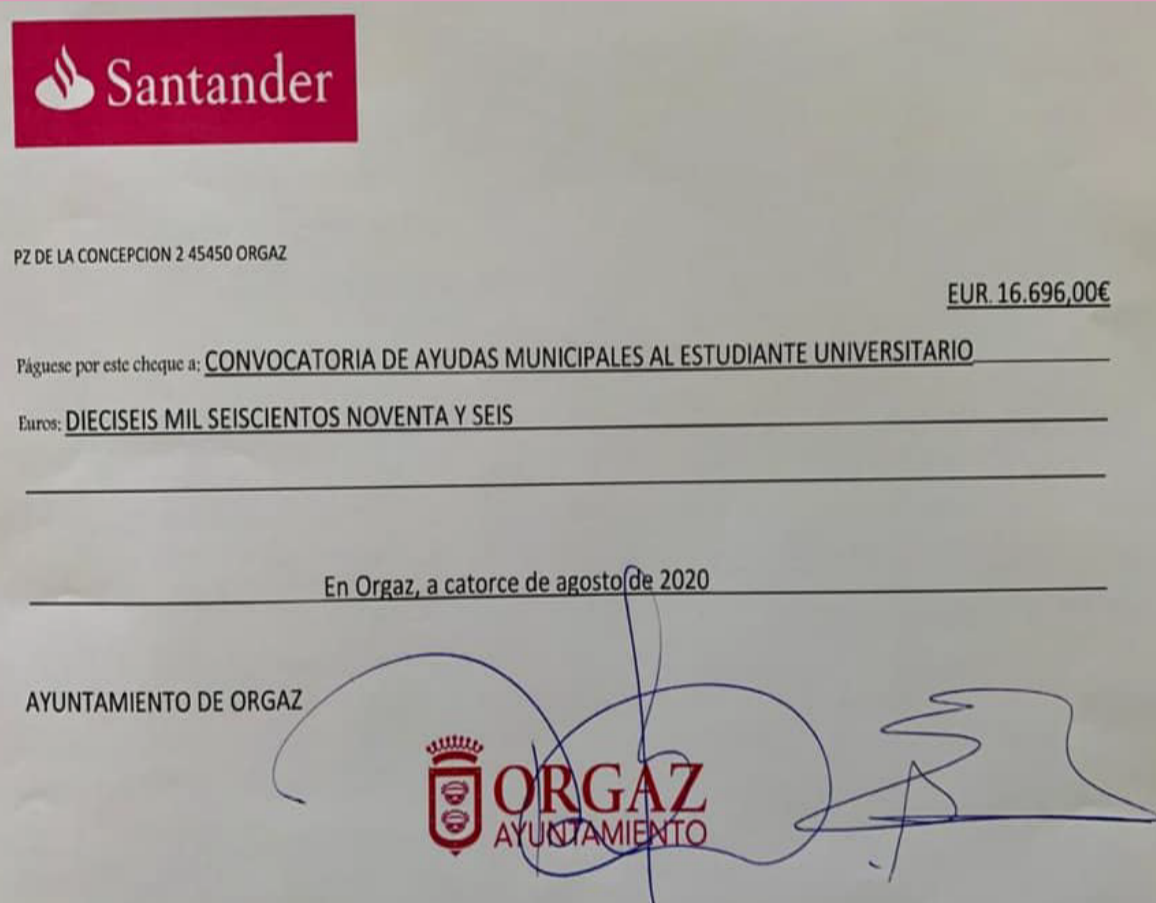 Santander
PZ DE LA CONCEPCION 2 45450 ORGAZ
EUR. 16.696,00€
Páguese por este cheque a: CONVOCATORIA DE AYUDAS MUNICIPALES AL ESTUDIANTE UNIVERSITARIO
Euros: DIECISEIS MIL SEISCIENTOS NOVENTA Y SEIS
En Orgaz, a catorce de agosto de 2020
AYUNTAMIENTO DE ORGAZ
ORGAZ
AYUNTAMIENTO